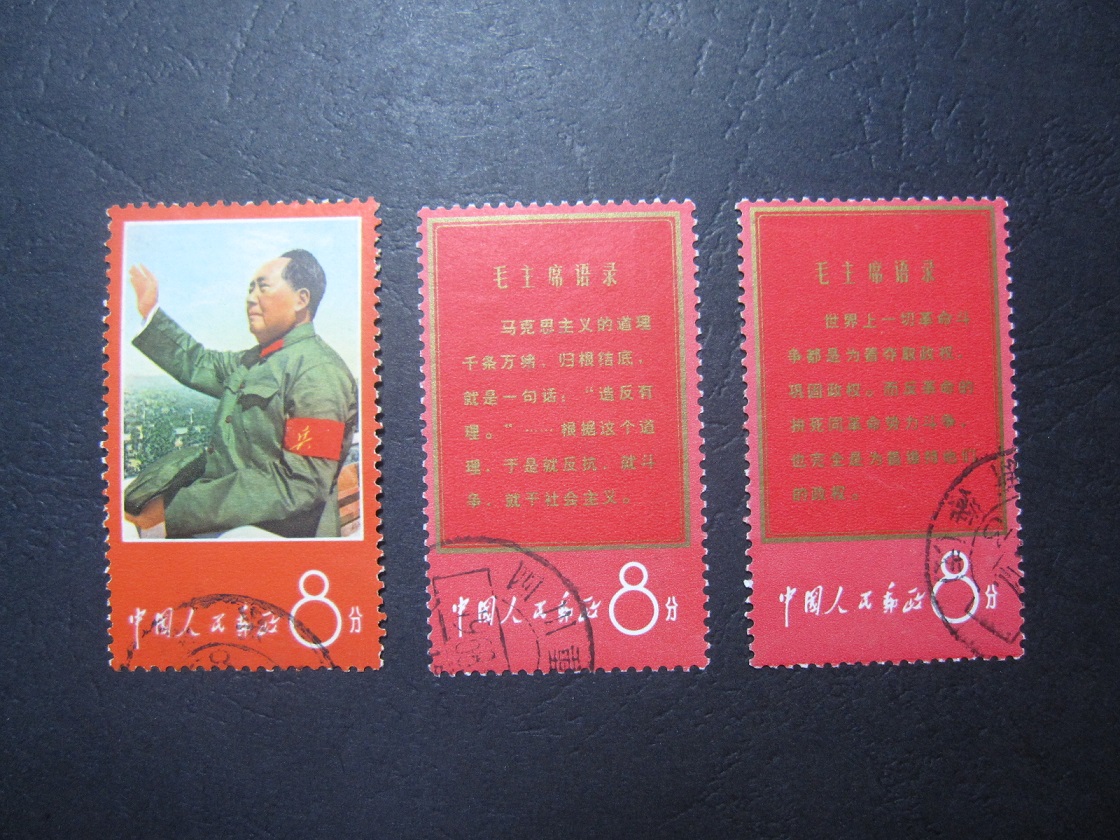 兵
中国人民邮政
8分
毛主席语录
马克思主义的道理
千条万绪,归根结底,
就是一句话:“造反有
理。”……根据这个道
理,于是就反抗,就斗
争,就干社会主义。
中国人民邮政
8分
四川
毛主席语录
世界上一切革命斗
争都是为着夺取政权,
巩固政权。而反革命的
拚死同革命势力斗争,
也完全是为着维持他们
的政权。
中国人民邮政
8分